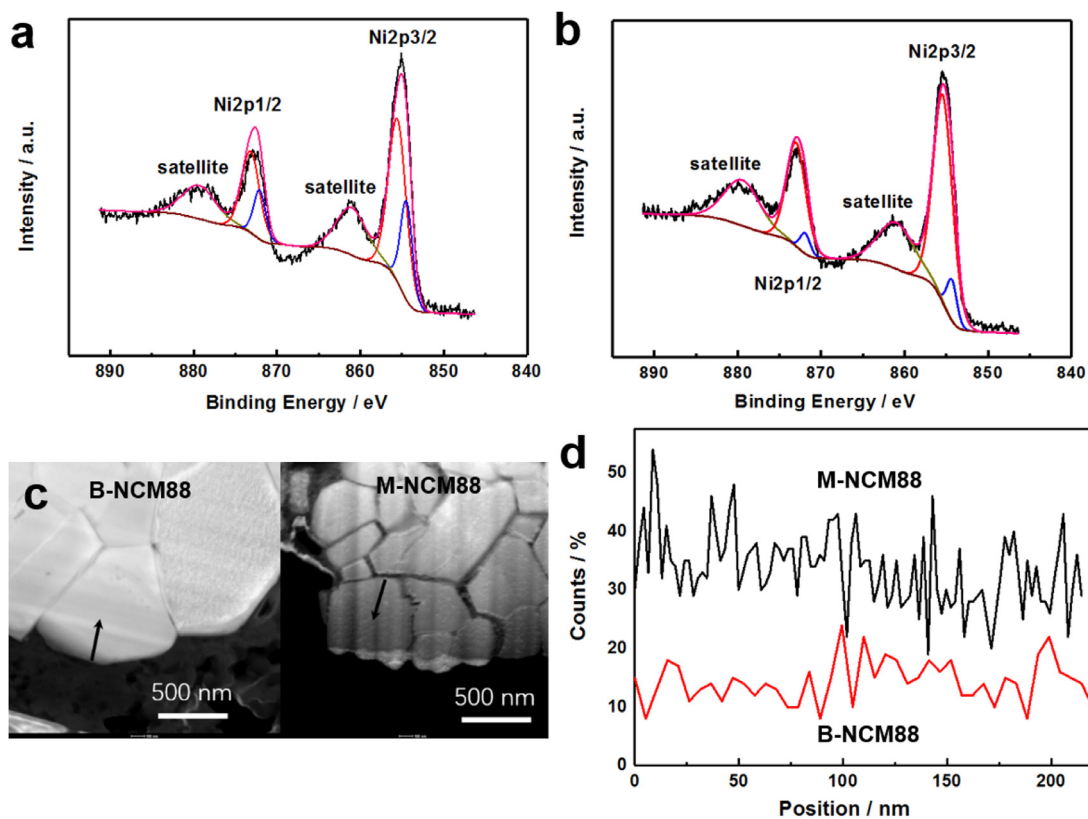 a
Ni2p3/2
Ni2p1/2
satellite
satellite
Intensity / a.u.
890
880
870
860
850
840
Binding Energy / eV
b
Ni2p3/2
satellite
satellite
Ni2p1/2
Intensity / a.u.
890
880
870
860
850
840
Binding Energy / eV
c
B-NCM88
500 nm
M-NCM88
500 nm
d
M-NCM88
B-NCM88
Counts / %
50
40
30
20
10
0
0
50
100
150
200
Position / nm